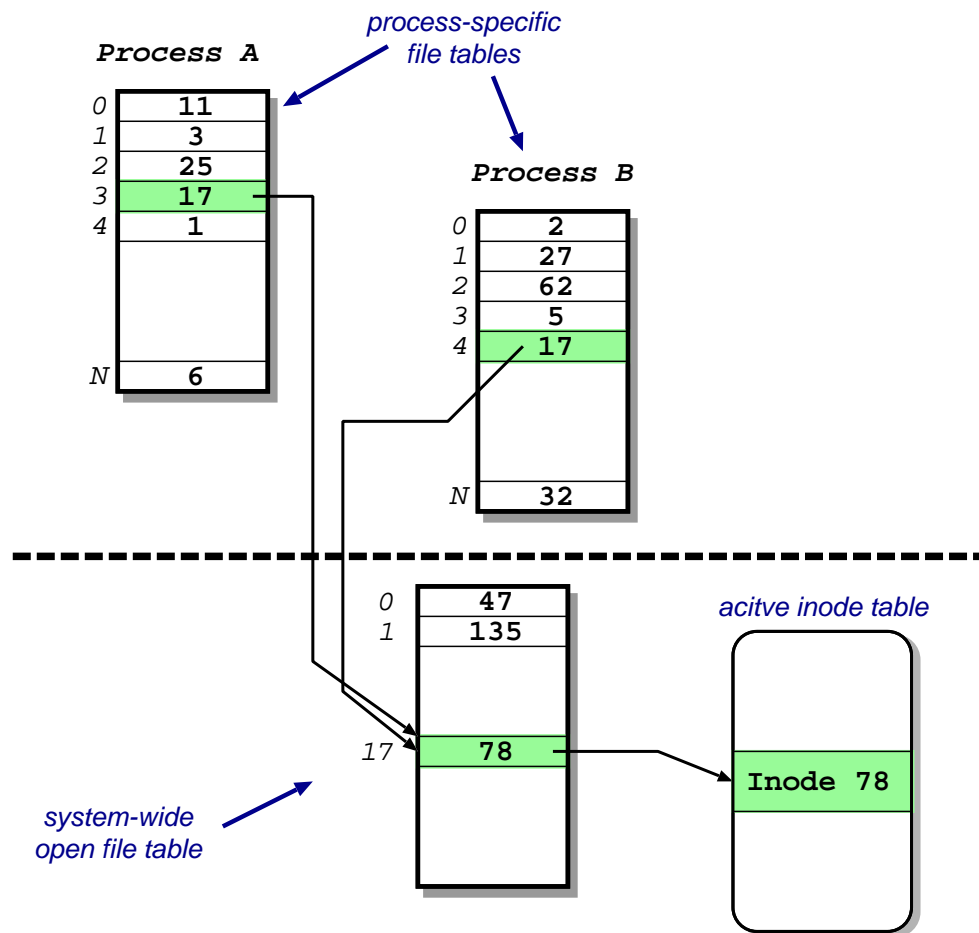 process-specific
file tables
Process A
0 11
1 3
2 25
3 17
4 1
N 6
Process B
0 2
1 27
2 62
3 5
4 17
N 32
0 47
1 135
17 78
system-wide
open file table
acitve inode table
Inode 78